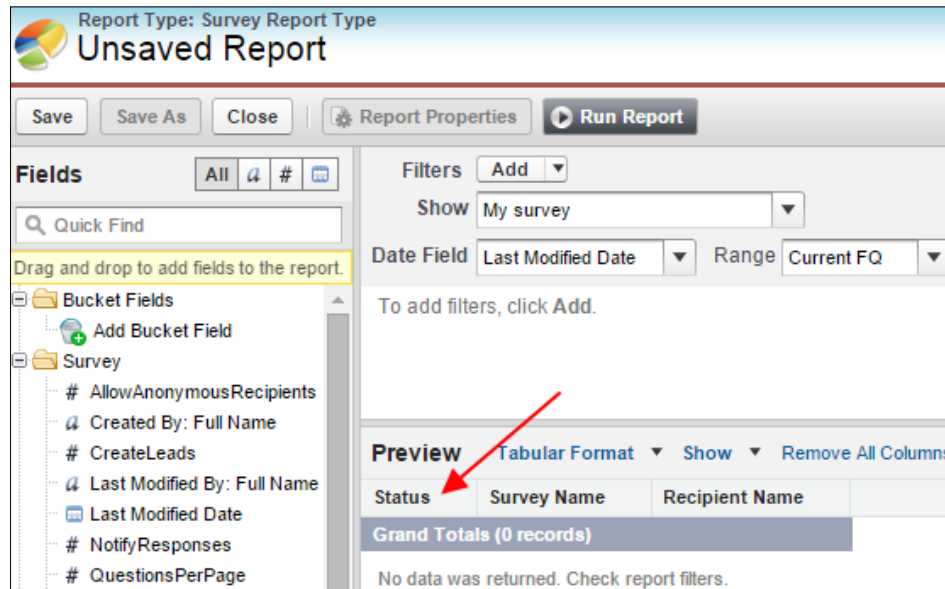 Report Type: Survey Report Type
Unsaved Report
Save Save As Close Report Properties Run Report
Fields All a # 
Quick Find
Drag and drop to add fields to the report.
Bucket Fields
Add Bucket Field
Survey
# AllowAnonymousRecipients
a Created By: Full Name
# CreateLeads
a Last Modified By: Full Name
Last Modified Date
# NotifyResponses
# QuestionsPerPage
Filters Add
Show My survey
Date Field Last Modified Date Range Current FQ
To add filters, click Add.
Preview Tabular Format Show Remove All Columns
Status Survey Name Recipient Name
Grand Totals (0 records)
No data was returned. Check report filters.